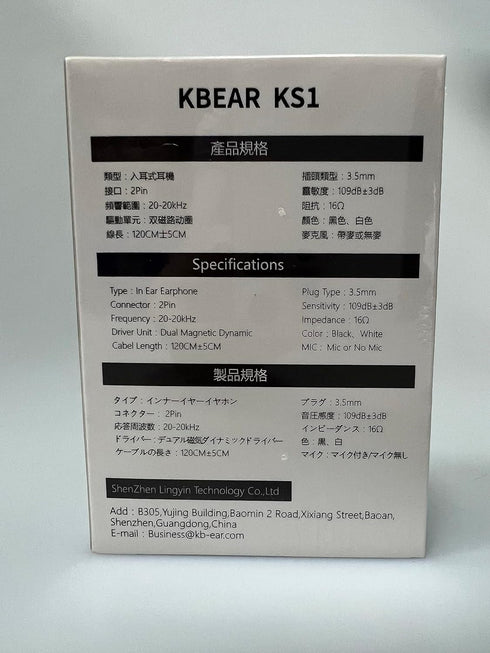 KBEAR KS1
產品規格
類型：入耳式耳機 插頭類型：3.5mm
接口：2Pin 靈敏度：109dB±3dB
頻響範圍：20-20kHz 阻抗：16Ω
驅動單元：双磁路动圈 顏色：黑色、白色
線長：120CM±5CM 麥克風：帶麥或無麥
Specifications
Type：In Ear Earphone Plug Type：3.5mm
Connector：2Pin Sensitivity：109dB±3dB
Frequency：20-20kHz Impedance：16Ω
Driver Unit：Dual Magnetic Dynamic Color：Black、White
Cabel Length：120CM±5CM MIC：Mic or No Mic
製品規格
タイプ：インナーイヤーイヤホン プラグ：3.5mm
コネクター：2Pin 音圧感度：109dB±3dB
応答周波数：20-20kHz インピーダンス：16Ω
ドライバー：デュアル磁気ダイナミックドライバー 色：黒、白
ケーブルの長さ：120CM±5CM マイク：マイク付き/マイク無し
ShenZhen Lingyin Technology Co.,Ltd
Add：B305,Yujing Building,Baomin 2 Road,Xixiang Street,Baoan,
Shenzhen,Guangdong,China
E-mail：Business@kb-ear.com